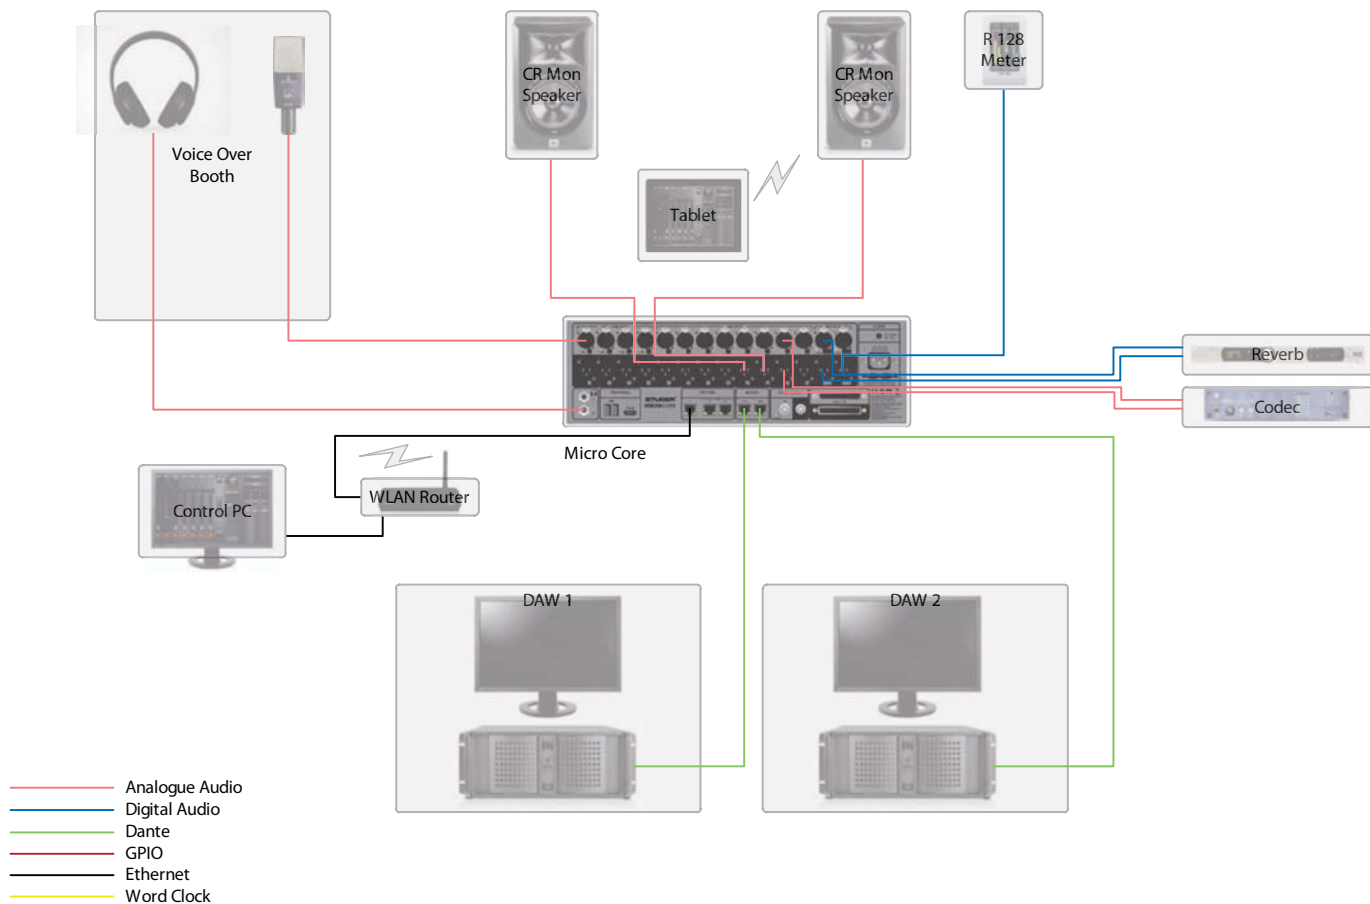 R 128
Meter
CR Mon
Speaker
CR Mon
Speaker
Voice Over
Booth
Tablet
STUDER
Reverb
Codec
Micro Core
WLAN Router
Control PC
DAW 1
DAW 2
Analogue Audio
Digital Audio
Dante
GPIO
Ethernet
Word Clock